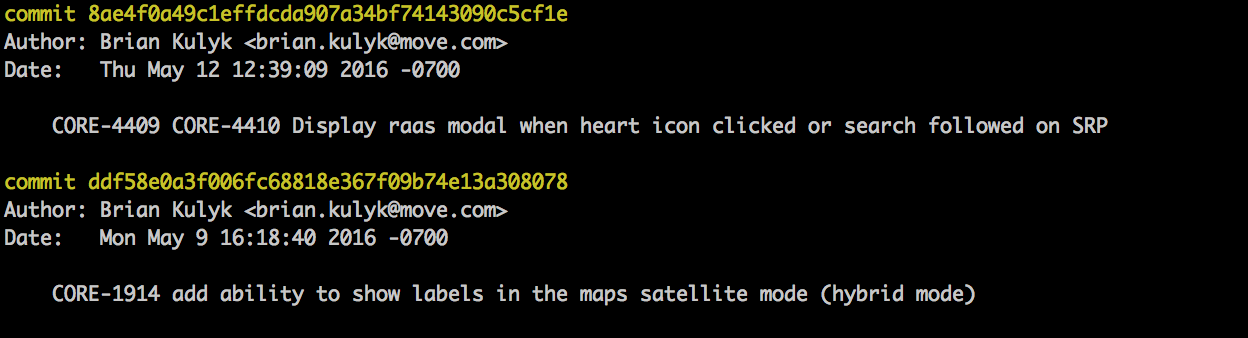 commit 8ae4f0a49c1effdcda907a34bf74143090c5cf1e
Author: Brian Kulyk <brian.kulyk@move.com>
Date:   Thu May 12 12:39:09 2016 -0700
CORE-4409 CORE-4410 Display raas modal when heart icon clicked or search followed on SRP
commit ddf58e0a3f006fc68818e367f09b74e13a308078
Author: Brian Kulyk <brian.kulyk@move.com>
Date:   Mon May 9 16:18:40 2016 -0700
CORE-1914 add ability to show labels in the maps satellite mode (hybrid mode)